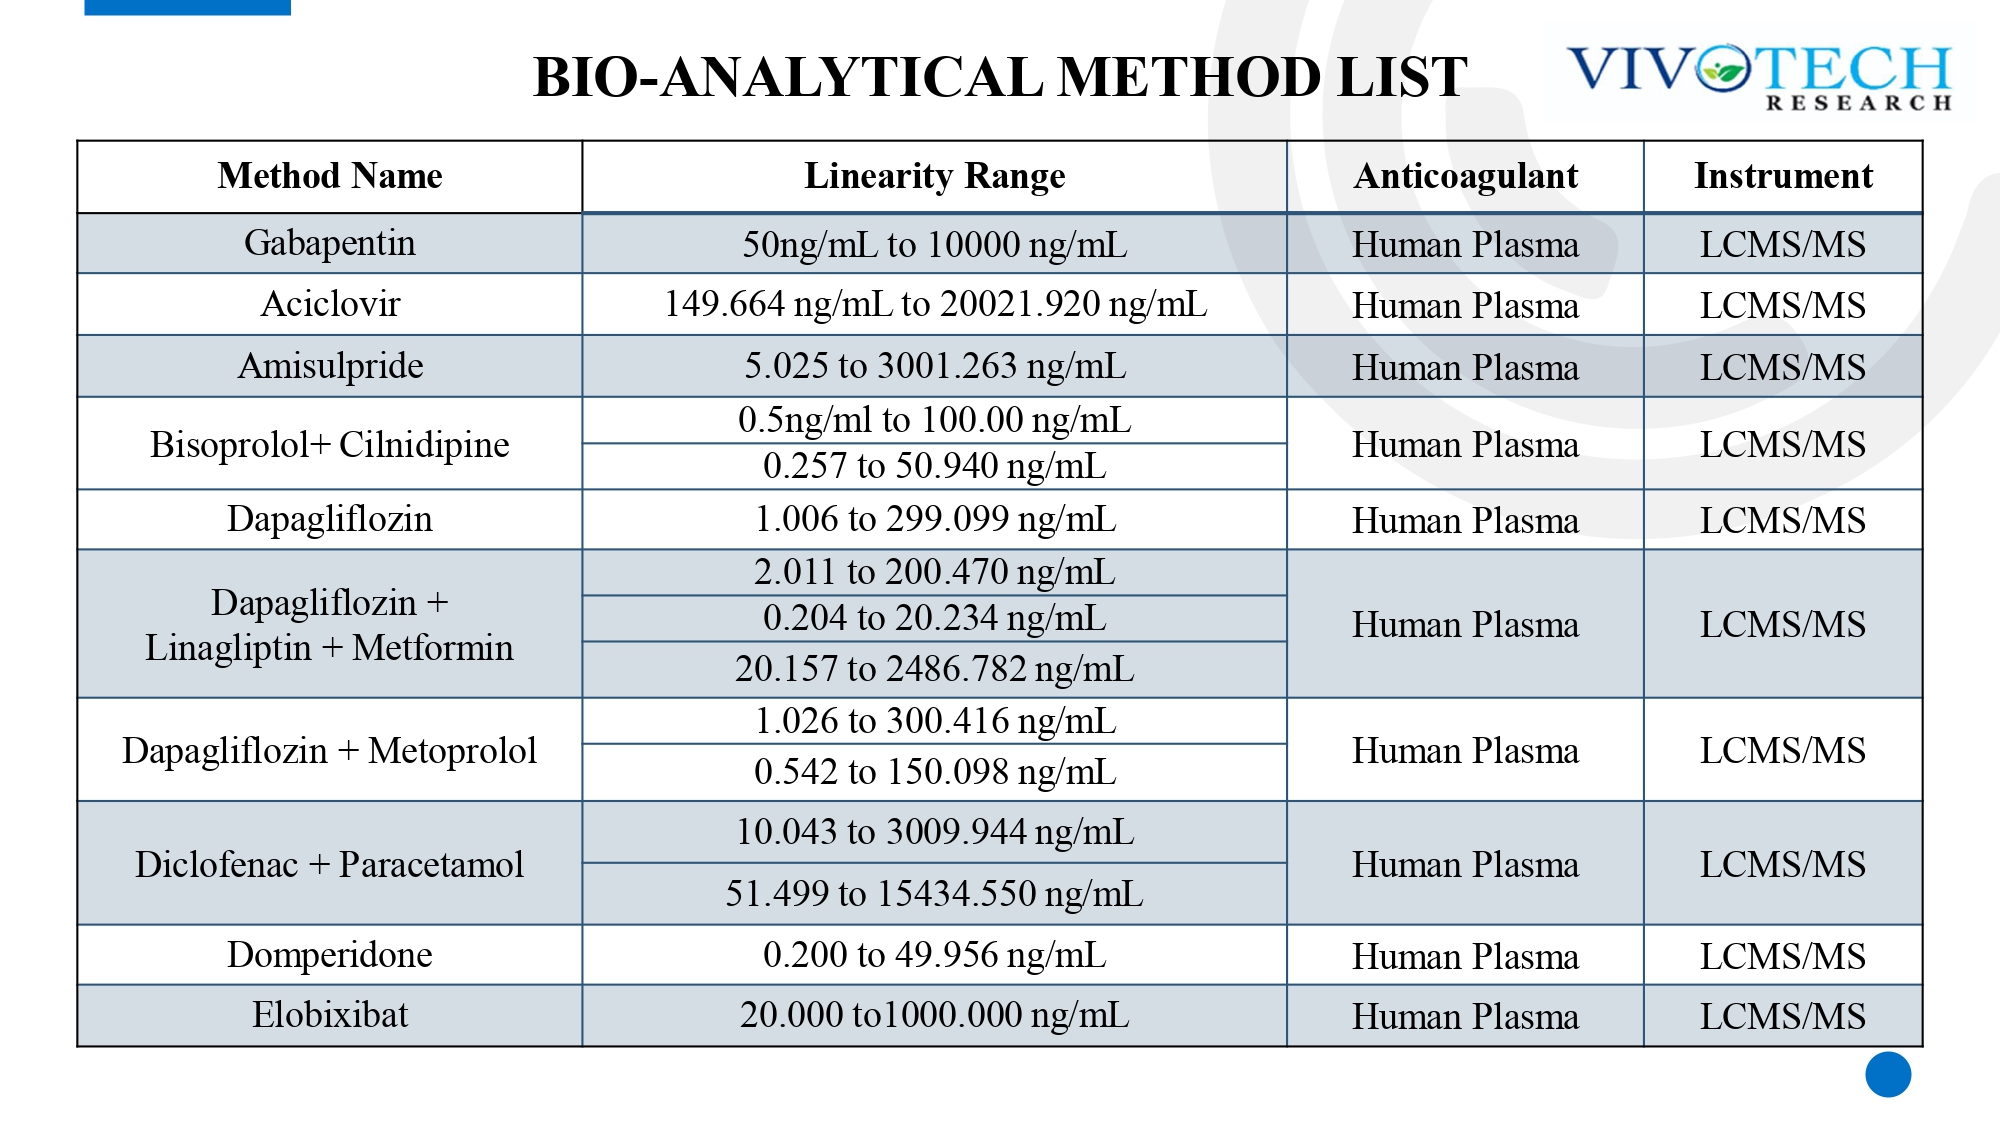 BIO-ANALYTICAL METHOD LIST
VIVOTECH
RESEARCH
Method Name Linearity Range Anticoagulant Instrument
Gabapentin 50ng/mL to 10000 ng/mL Human Plasma LCMS/MS
Aciclovir 149.664 ng/mL to 20021.920 ng/mL Human Plasma LCMS/MS
Amisulpride 5.025 to 3001.263 ng/mL Human Plasma LCMS/MS
Bisoprolol+ Cilnidipine
0.5ng/ml to 100.00 ng/mL
0.257 to 50.940 ng/mL
Human Plasma LCMS/MS
Dapagliflozin 1.006 to 299.099 ng/mL Human Plasma LCMS/MS
Dapagliflozin +
Linagliptin + Metformin
2.011 to 200.470 ng/mL
0.204 to 20.234 ng/mL
20.157 to 2486.782 ng/mL
Human Plasma LCMS/MS
Dapagliflozin + Metoprolol
1.026 to 300.416 ng/mL
0.542 to 150.098 ng/mL
Human Plasma LCMS/MS
Diclofenac + Paracetamol
10.043 to 3009.944 ng/mL
51.499 to 15434.550 ng/mL
Human Plasma LCMS/MS
Domperidone 0.200 to 49.956 ng/mL Human Plasma LCMS/MS
Elobixibat 20.000 to1000.000 ng/mL Human Plasma LCMS/MS